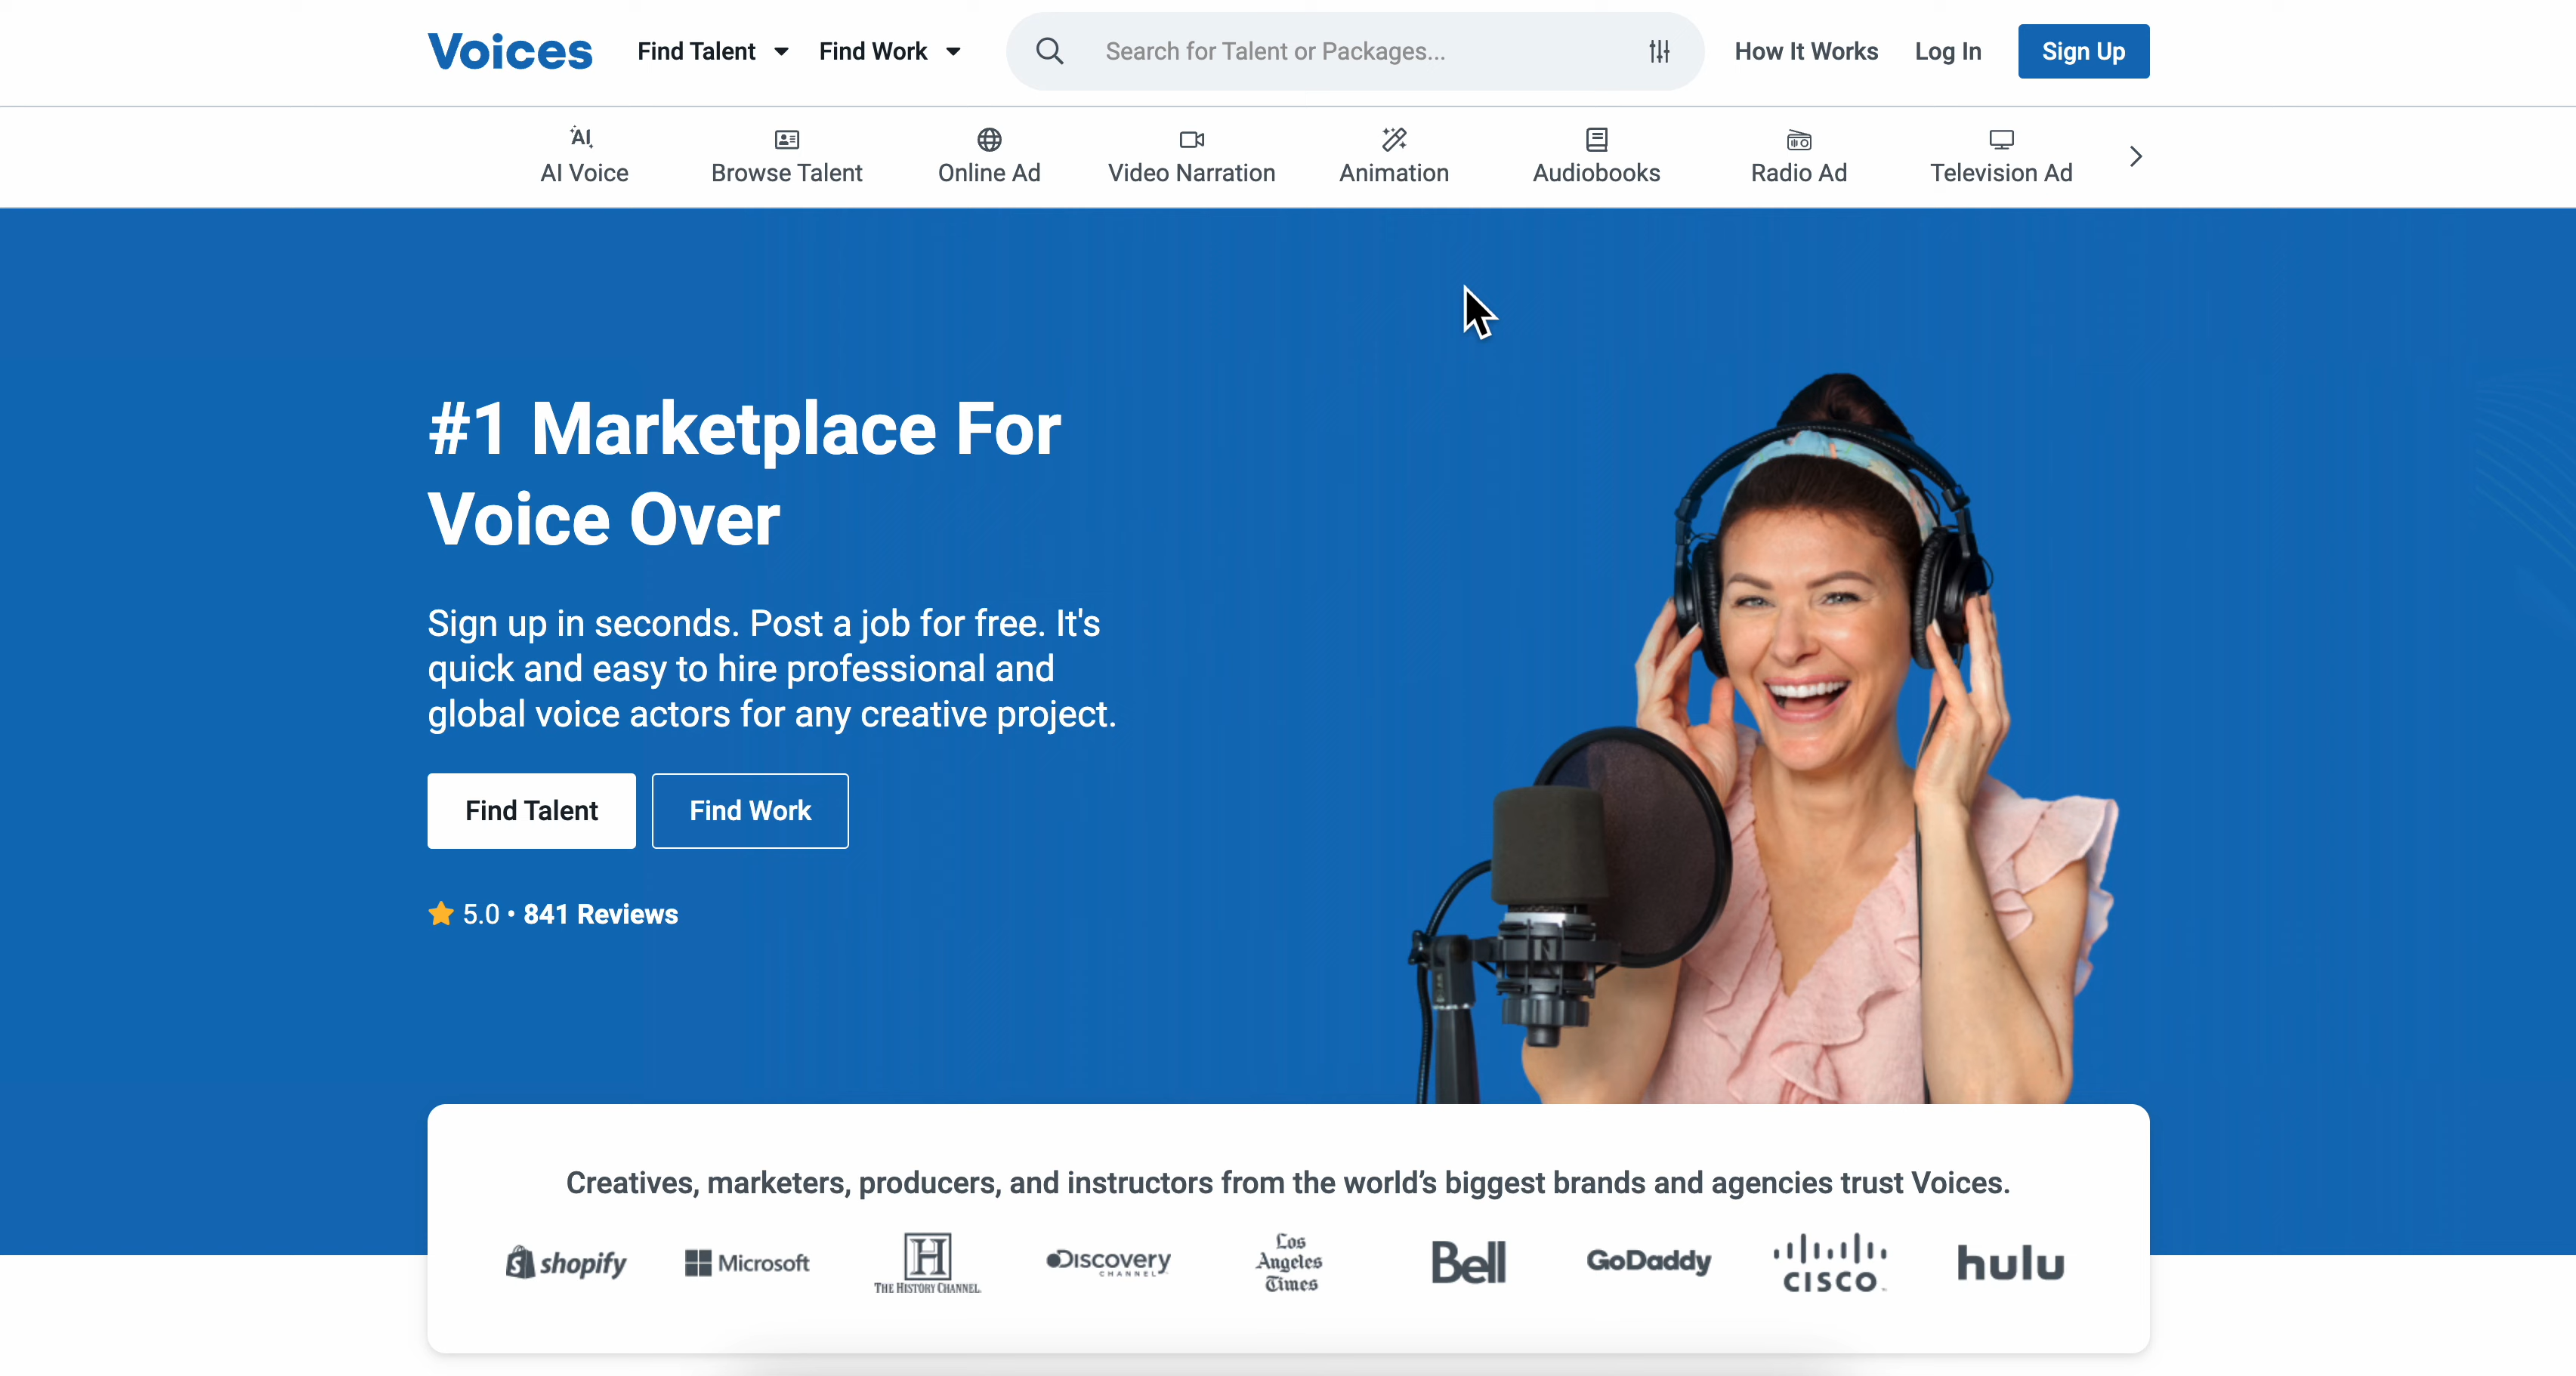 Voices
Find Talent
Find Work
Search for Talent or Packages...
How It Works
Log In
Sign Up
AI
AI Voice
Browse Talent
Online Ad
Video Narration
Animation
Audiobooks
Radio Ad
Television Ad
#1 Marketplace For
Voice Over
Sign up in seconds. Post a job for free. It's
quick and easy to hire professional and
global voice actors for any creative project.
Find Talent
Find Work
5.0 • 841 Reviews
Creatives, marketers, producers, and instructors from the world's biggest brands and agencies trust Voices.
shopify
Microsoft
H
THE HISTORY CHANNEL.
Discovery
CHANNEL
Los
Angeles
Times
Bell
GoDaddy
CISCO
hulu